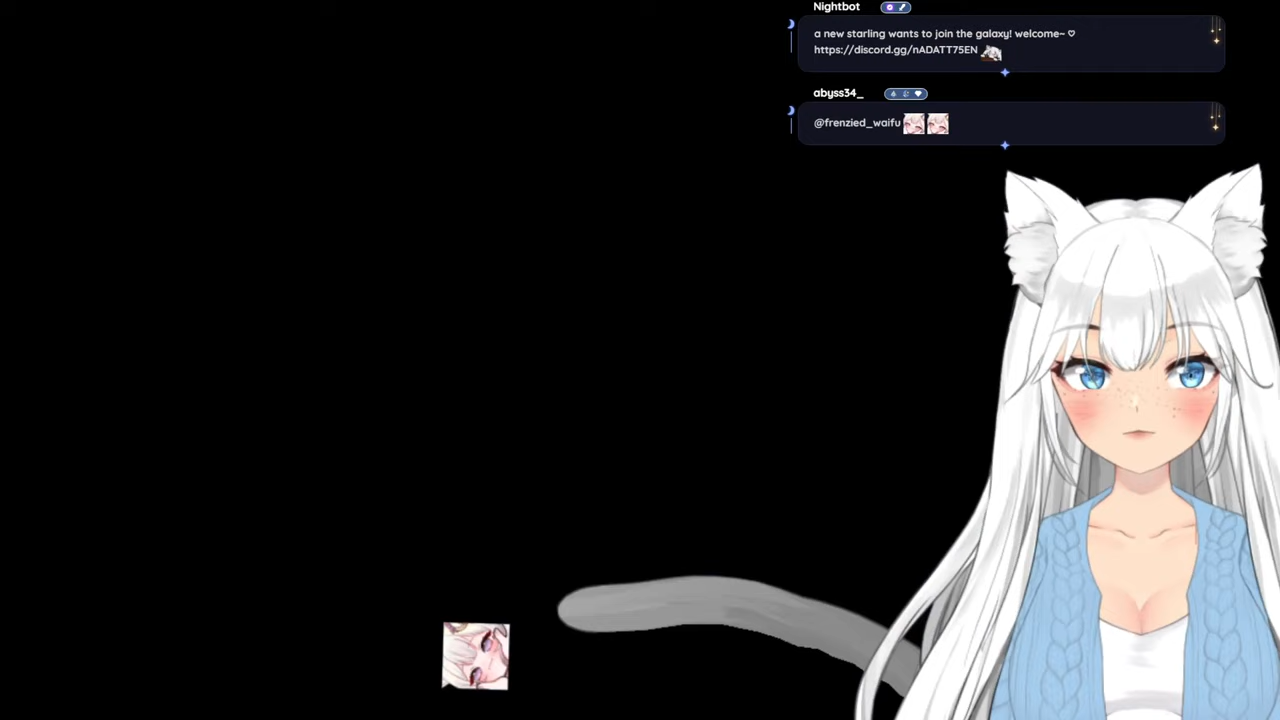 Nightbot
a new starling wants to join the galaxy! welcome~ ♡
https://discord.gg/nADATT75EN
abyss34_
@frenzied_waifu